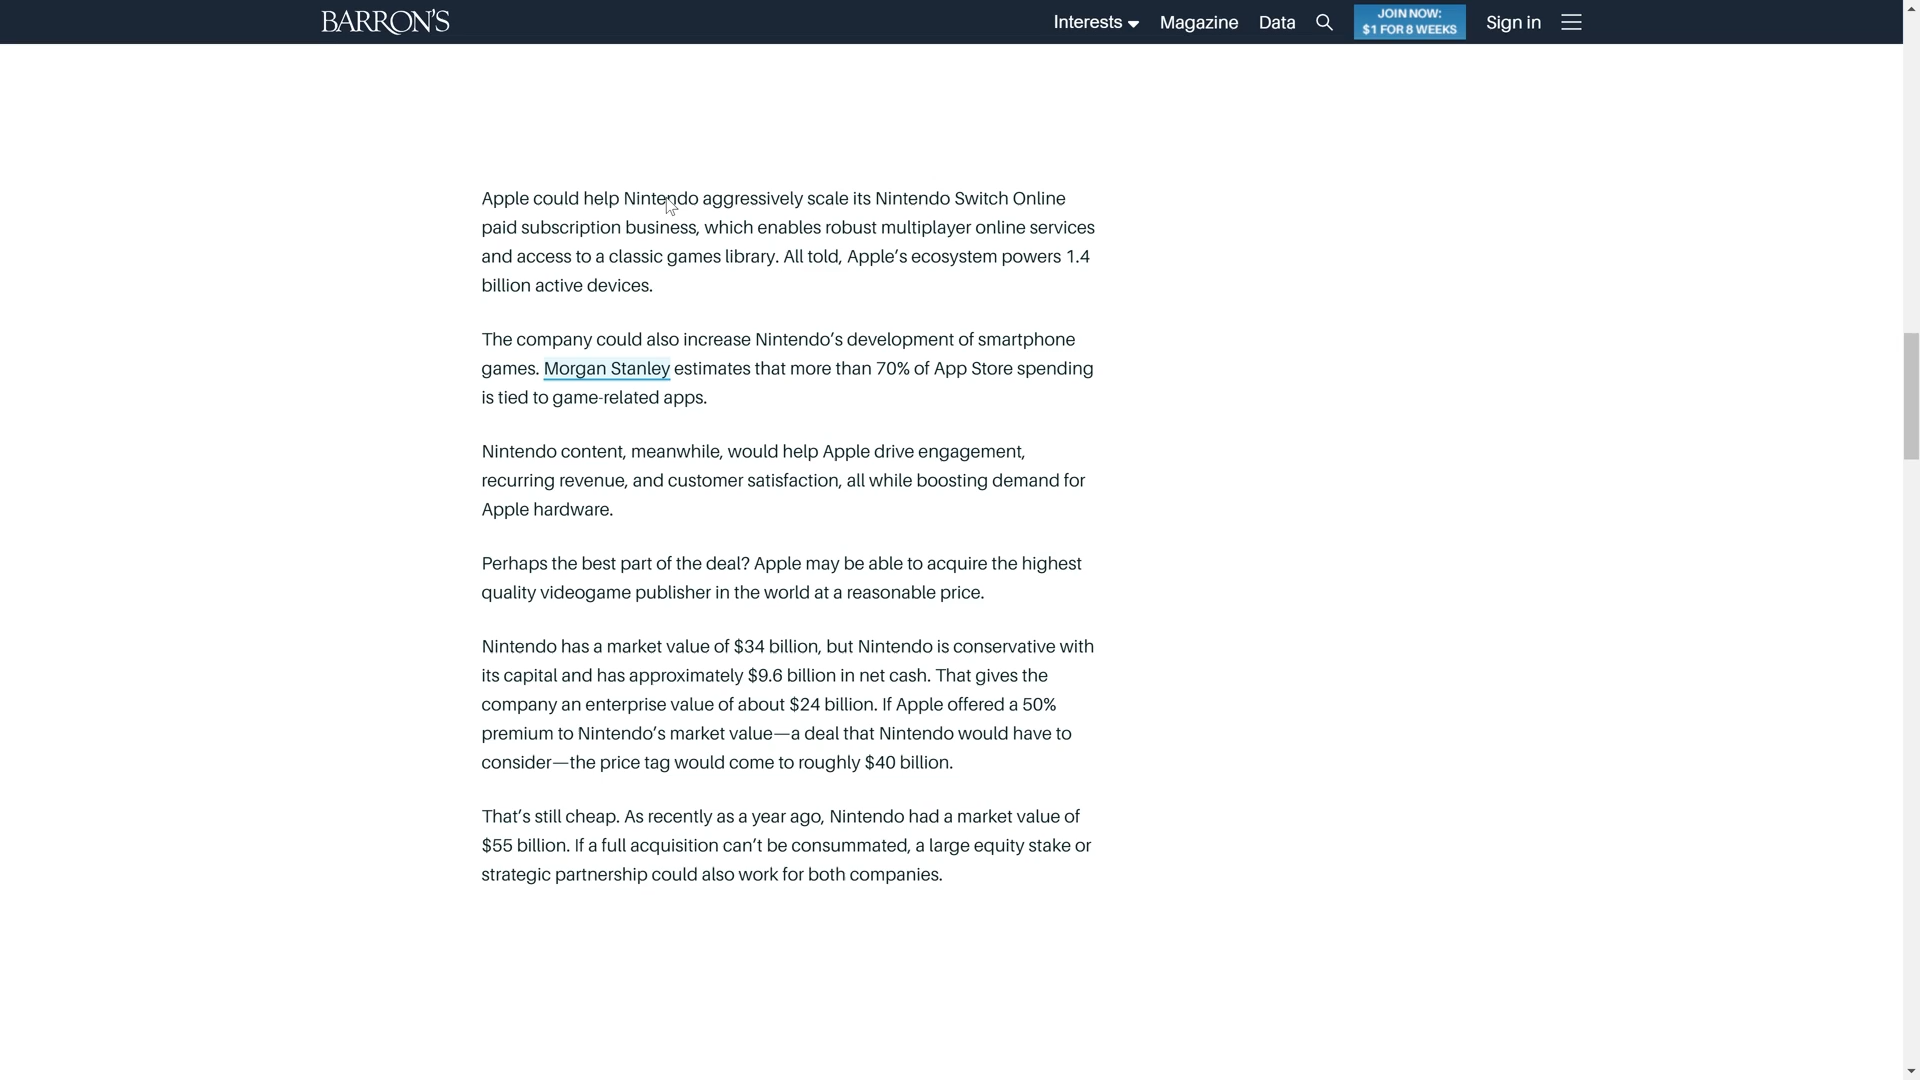 BARRON'S
Interests
Magazine
Data
JOIN NOW:
$1 FOR 8 WEEKS
Sign in
Apple could help Nintendo aggressively scale its Nintendo Switch Online
paid subscription business, which enables robust multiplayer online services
and access to a classic games library. All told, Apple’s ecosystem powers 1.4
billion active devices.
The company could also increase Nintendo’s development of smartphone
games. Morgan Stanley estimates that more than 70% of App Store spending
is tied to game-related apps.
Nintendo content, meanwhile, would help Apple drive engagement,
recurring revenue, and customer satisfaction, all while boosting demand for
Apple hardware.
Perhaps the best part of the deal? Apple may be able to acquire the highest
quality videogame publisher in the world at a reasonable price.
Nintendo has a market value of $34 billion, but Nintendo is conservative with
its capital and has approximately $9.6 billion in net cash. That gives the
company an enterprise value of about $24 billion. If Apple offered a 50%
premium to Nintendo’s market value—a deal that Nintendo would have to
consider—the price tag would come to roughly $40 billion.
That’s still cheap. As recently as a year ago, Nintendo had a market value of
$55 billion. If a full acquisition can’t be consummated, a large equity stake or
strategic partnership could also work for both companies.